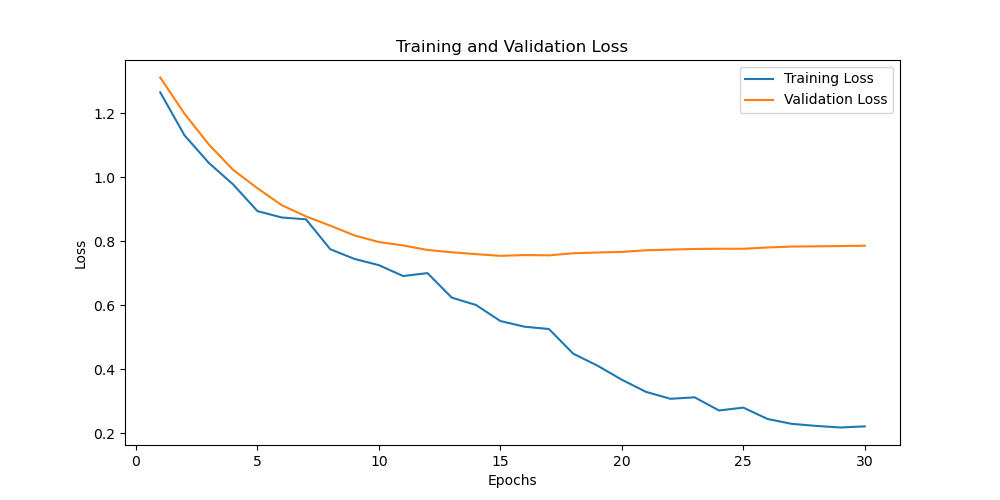 Training and Validation Loss
Training Loss
Validation Loss
Loss
1.2
1.0
0.8
0.6
0.4
0.2
0 5 10 15 20 25 30
Epochs